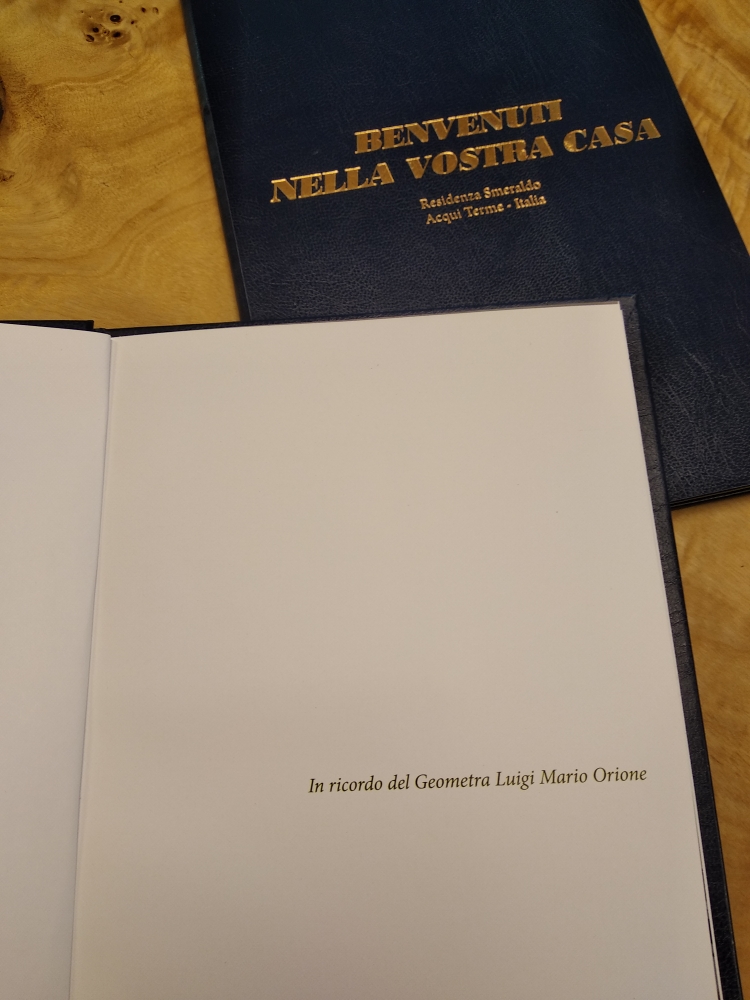 BENVENUTI
NELLA VOSTRA CASA
Residenza Smeraldo
Acqui Terme - Italia
In ricordo del Geometra Luigi Mario Orione